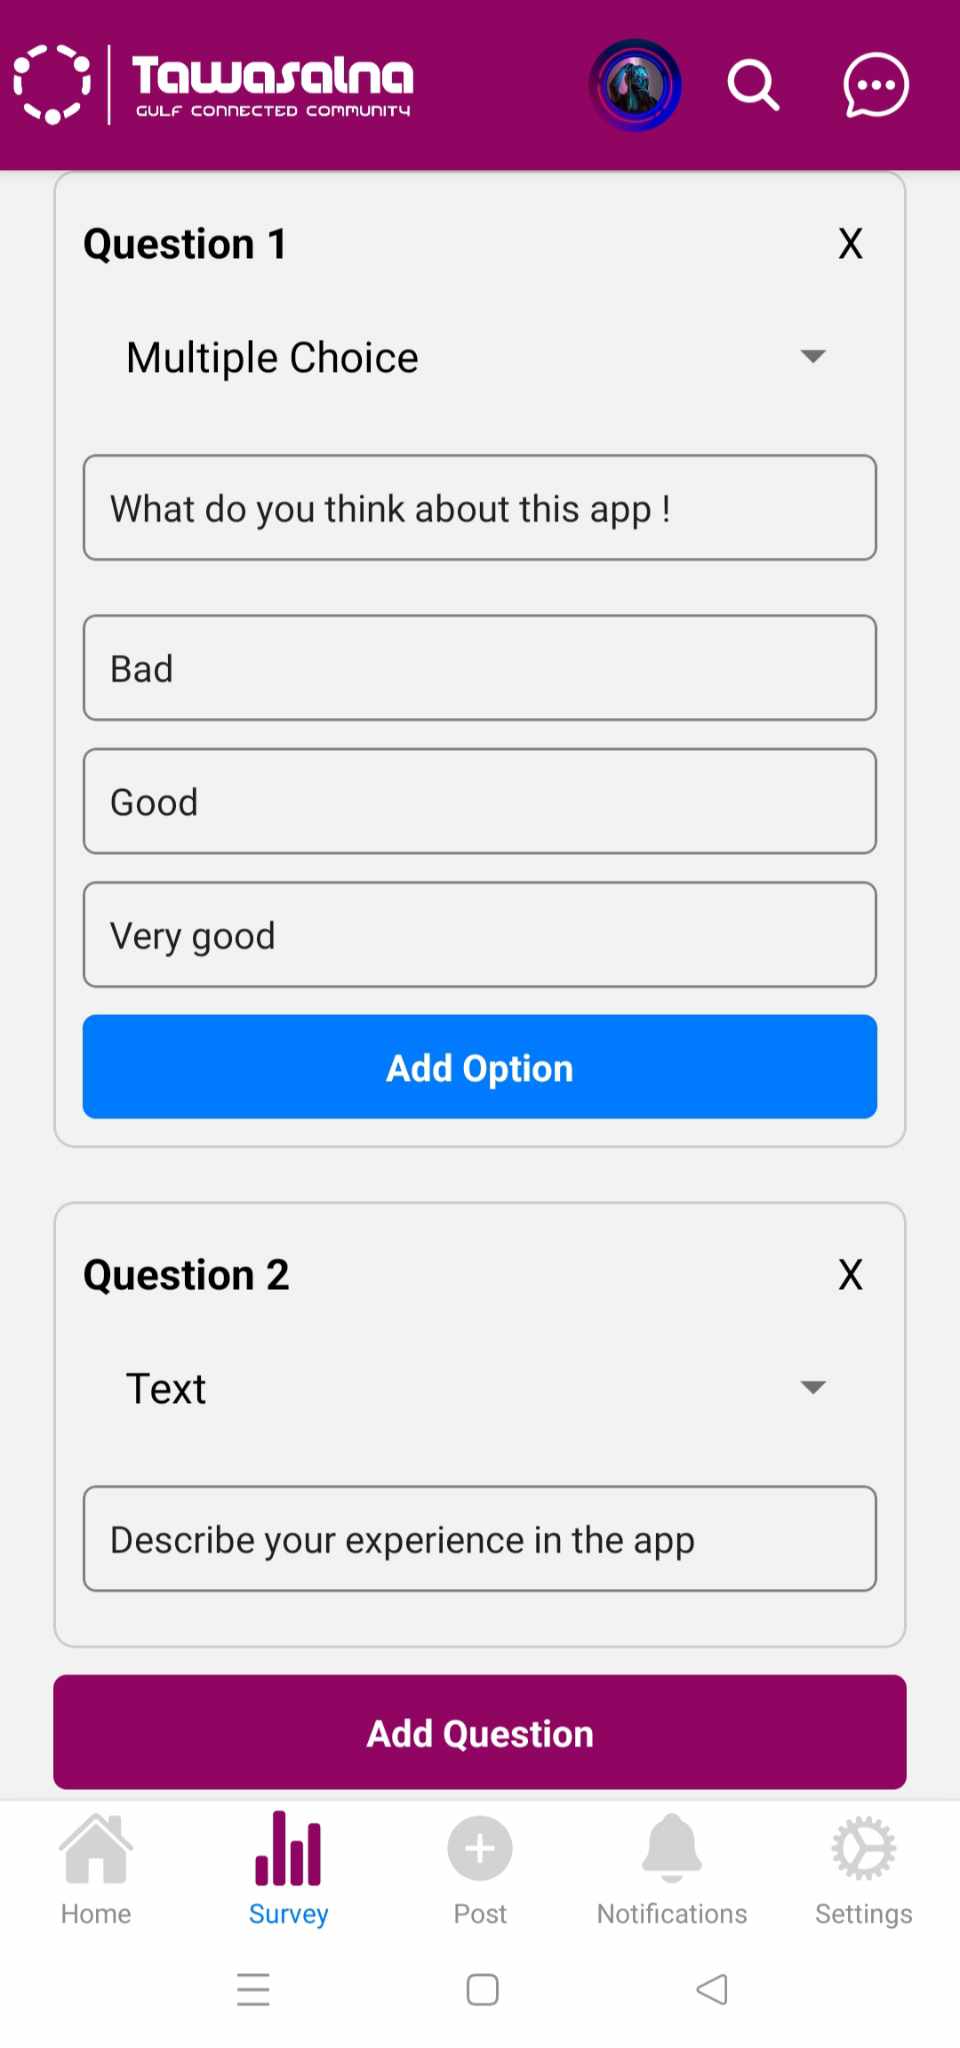 Tawasalna
GULF CONNECTED COMMUNITY
Question 1 X
Multiple Choice
What do you think about this app !
Bad
Good
Very good
Add Option
Question 2 X
Text
Describe your experience in the app
Add Question
Home Survey Post Notifications Settings